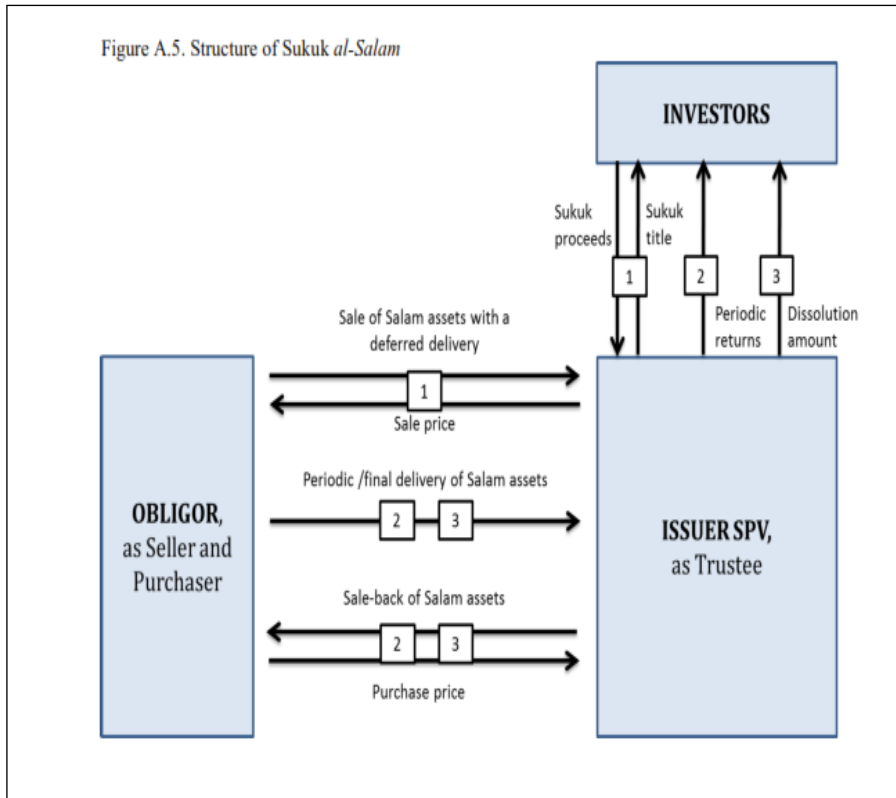 Figure A.5. Structure of Sukuk al-Salam
INVESTORS
Sukuk
proceeds
Sukuk
title
1
2
3
Periodic
returns
Dissolution
amount
Sale of Salam assets with a
deferred delivery
1
Sale price
Periodic /final delivery of Salam assets
2
3
Sale-back of Salam assets
2
3
Purchase price
OBLIGOR,
as Seller and
Purchaser
ISSUER SPV,
as Trustee